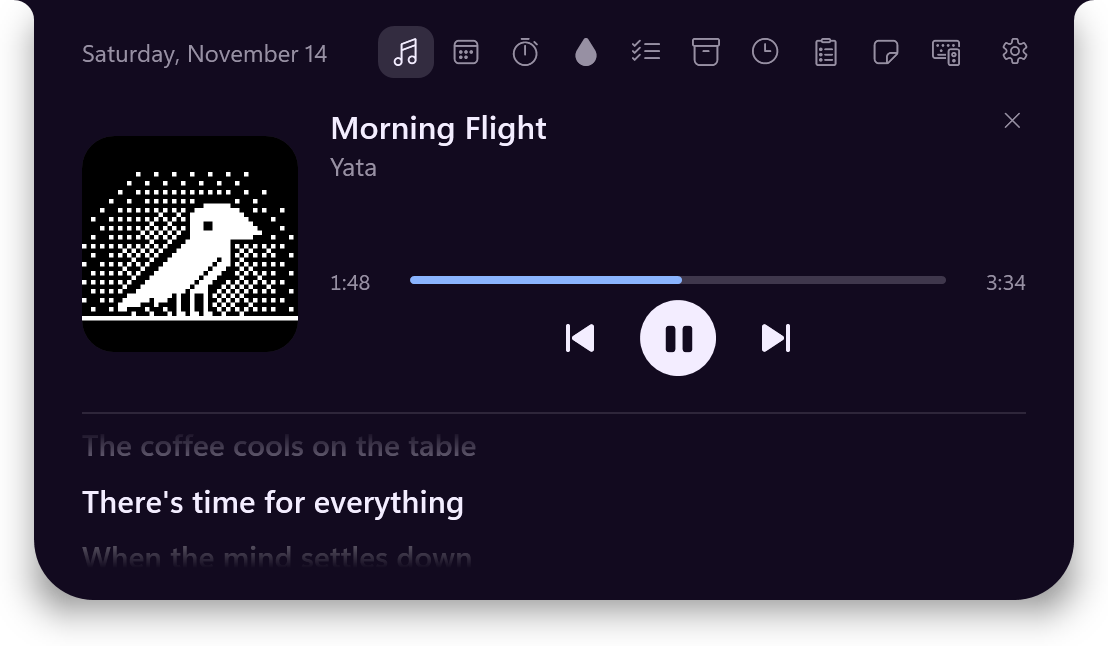 Saturday, November 14
Morning Flight
Yata
1:48
3:34
The coffee cools on the table
There's time for everything
When the mind settles down